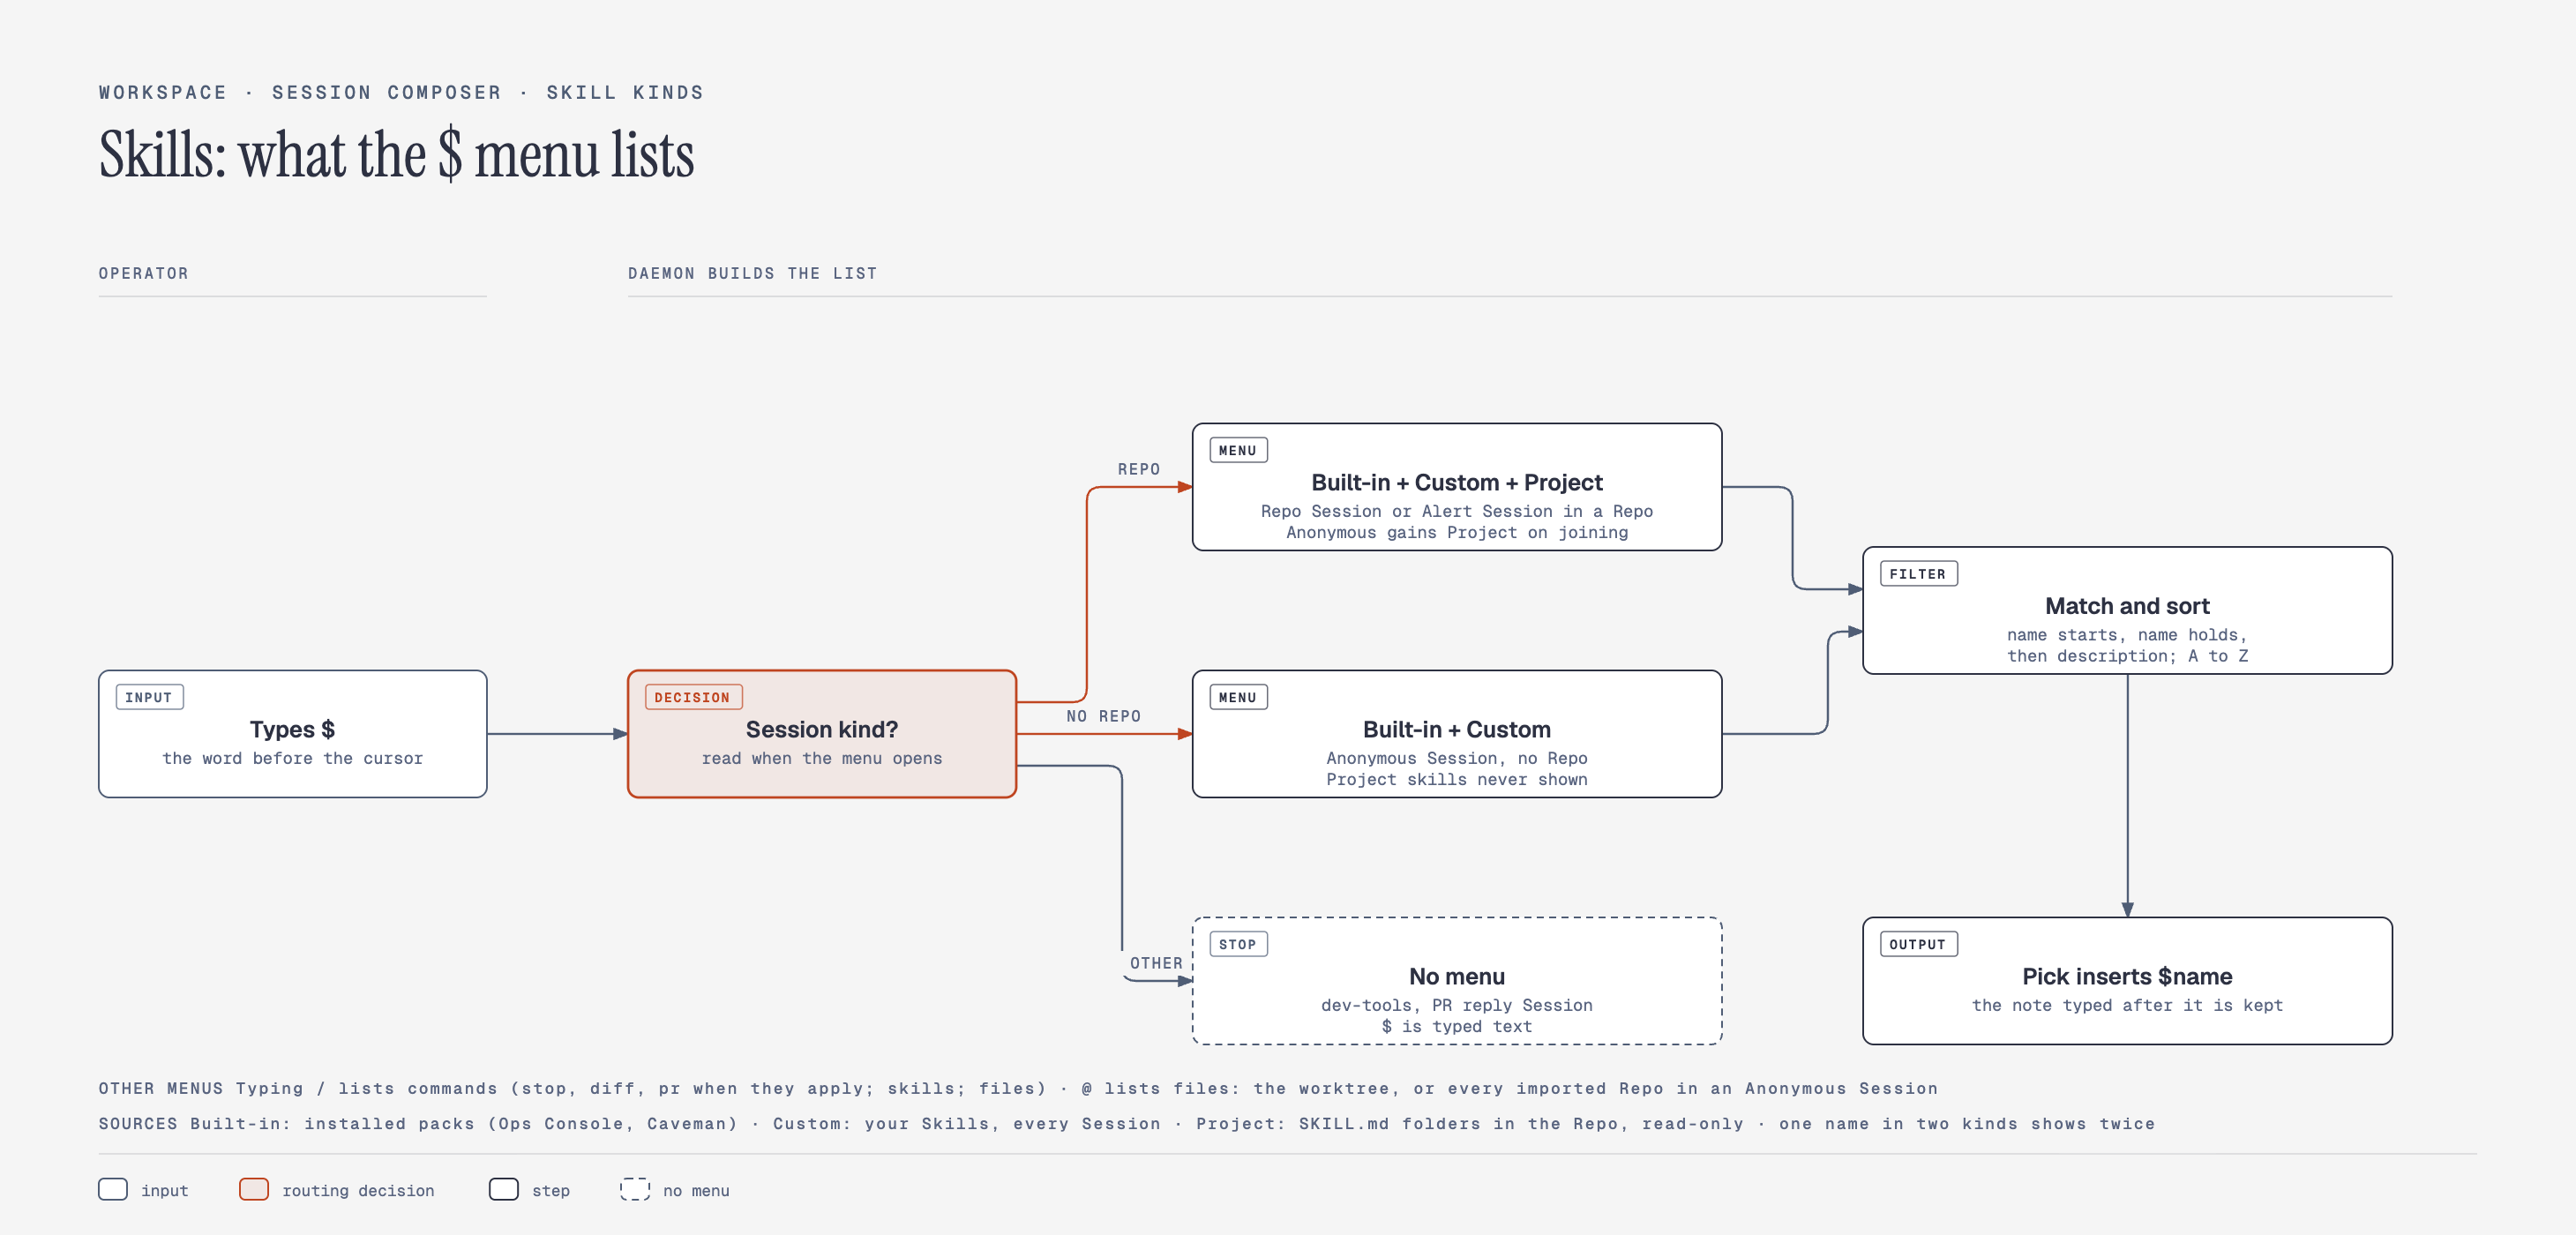 WORKSPACE · SESSION COMPOSER · SKILL KINDS
Skills: what the $ menu lists
OPERATOR
DAEMON BUILDS THE LIST
INPUT
Types $
the word before the cursor
DECISION
Session kind?
read when the menu opens
REPO
NO REPO
OTHER
MENU
Built-in + Custom + Project
Repo Session or Alert Session in a Repo
Anonymous gains Project on joining
MENU
Built-in + Custom
Anonymous Session, no Repo
Project skills never shown
STOP
No menu
dev-tools, PR reply Session
$ is typed text
FILTER
Match and sort
name starts, name holds,
then description; A to Z
OUTPUT
Pick inserts $name
the note typed after it is kept
OTHER MENUS Typing / lists commands (stop, diff, pr when they apply; skills; files) · @ lists files: the worktree, or every imported Repo in an Anonymous Session
SOURCES Built-in: installed packs (Ops Console, Caveman) · Custom: your Skills, every Session · Project: SKILL.md folders in the Repo, read-only · one name in two kinds shows twice
input
routing decision
step
no menu